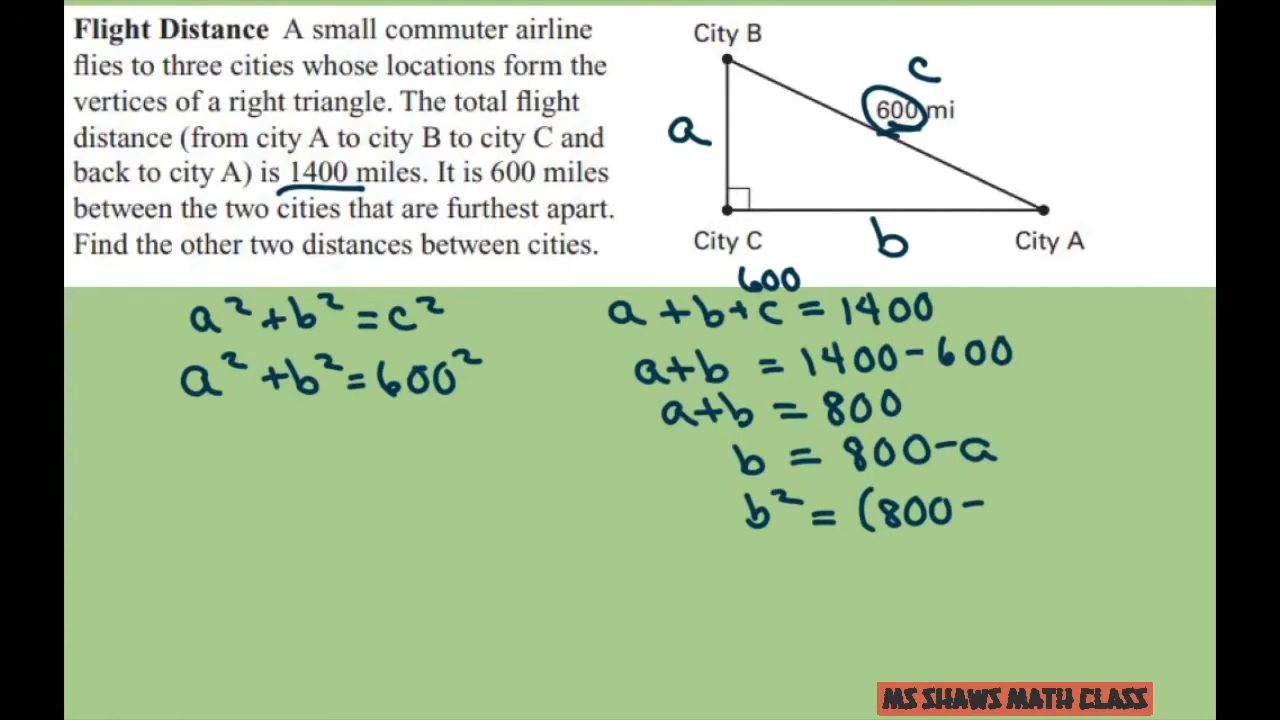 Flight Distance A small commuter airline
flies to three cities whose locations form the
vertices of a right triangle. The total flight
distance (from city A to city B to city C and
back to city A) is 1400 miles. It is 600 miles
between the two cities that are furthest apart.
Find the other two distances between cities.
City B
c
600 mi
a
City C
b
City A
a² + b² = c²
a² + b² = 600²
600
a + b + c = 1400
a + b = 1400 - 600
a + b = 800
b = 800 - a
b² = (800 -
MS SHAWS MATH CLASS